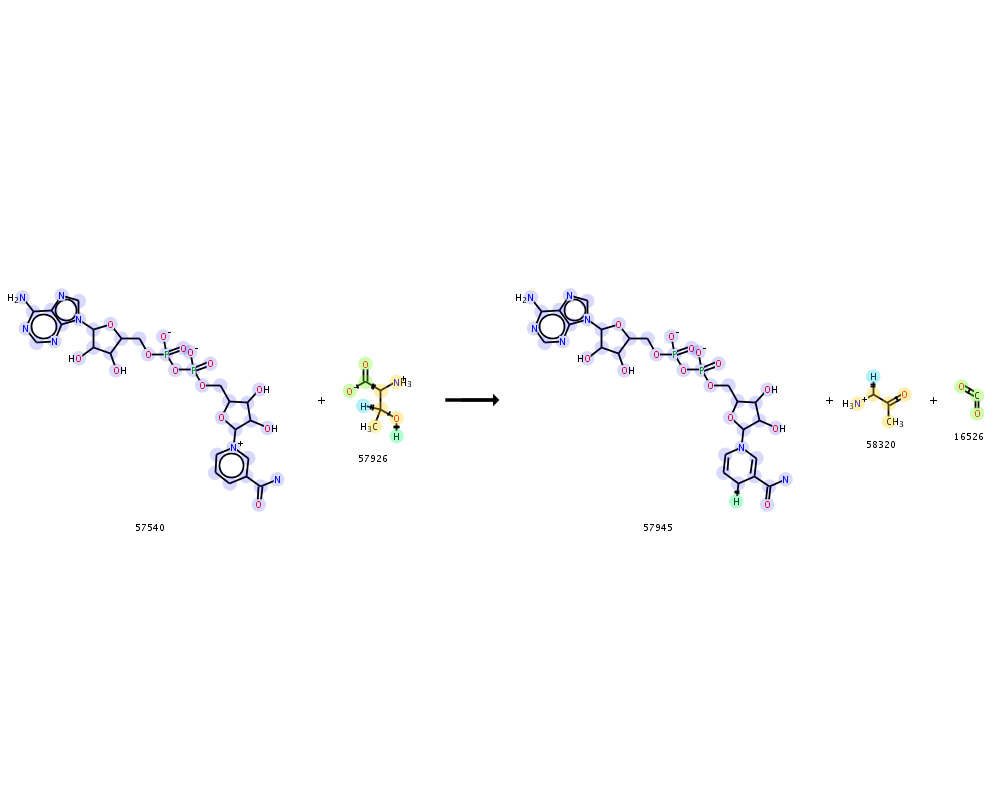 H₂N N N N N O O HO OH O⁻ P O O O⁻ P O O OH OH O N⁺ O N
57540
+
O O⁻ NH₃⁺ H O H₃C H
57926
H₂N N N N N O O HO OH O⁻ P O O O⁻ P O O OH OH O N O N H
57945
+
H H₃N⁺ O CH₃
58320
+
O C O
16526